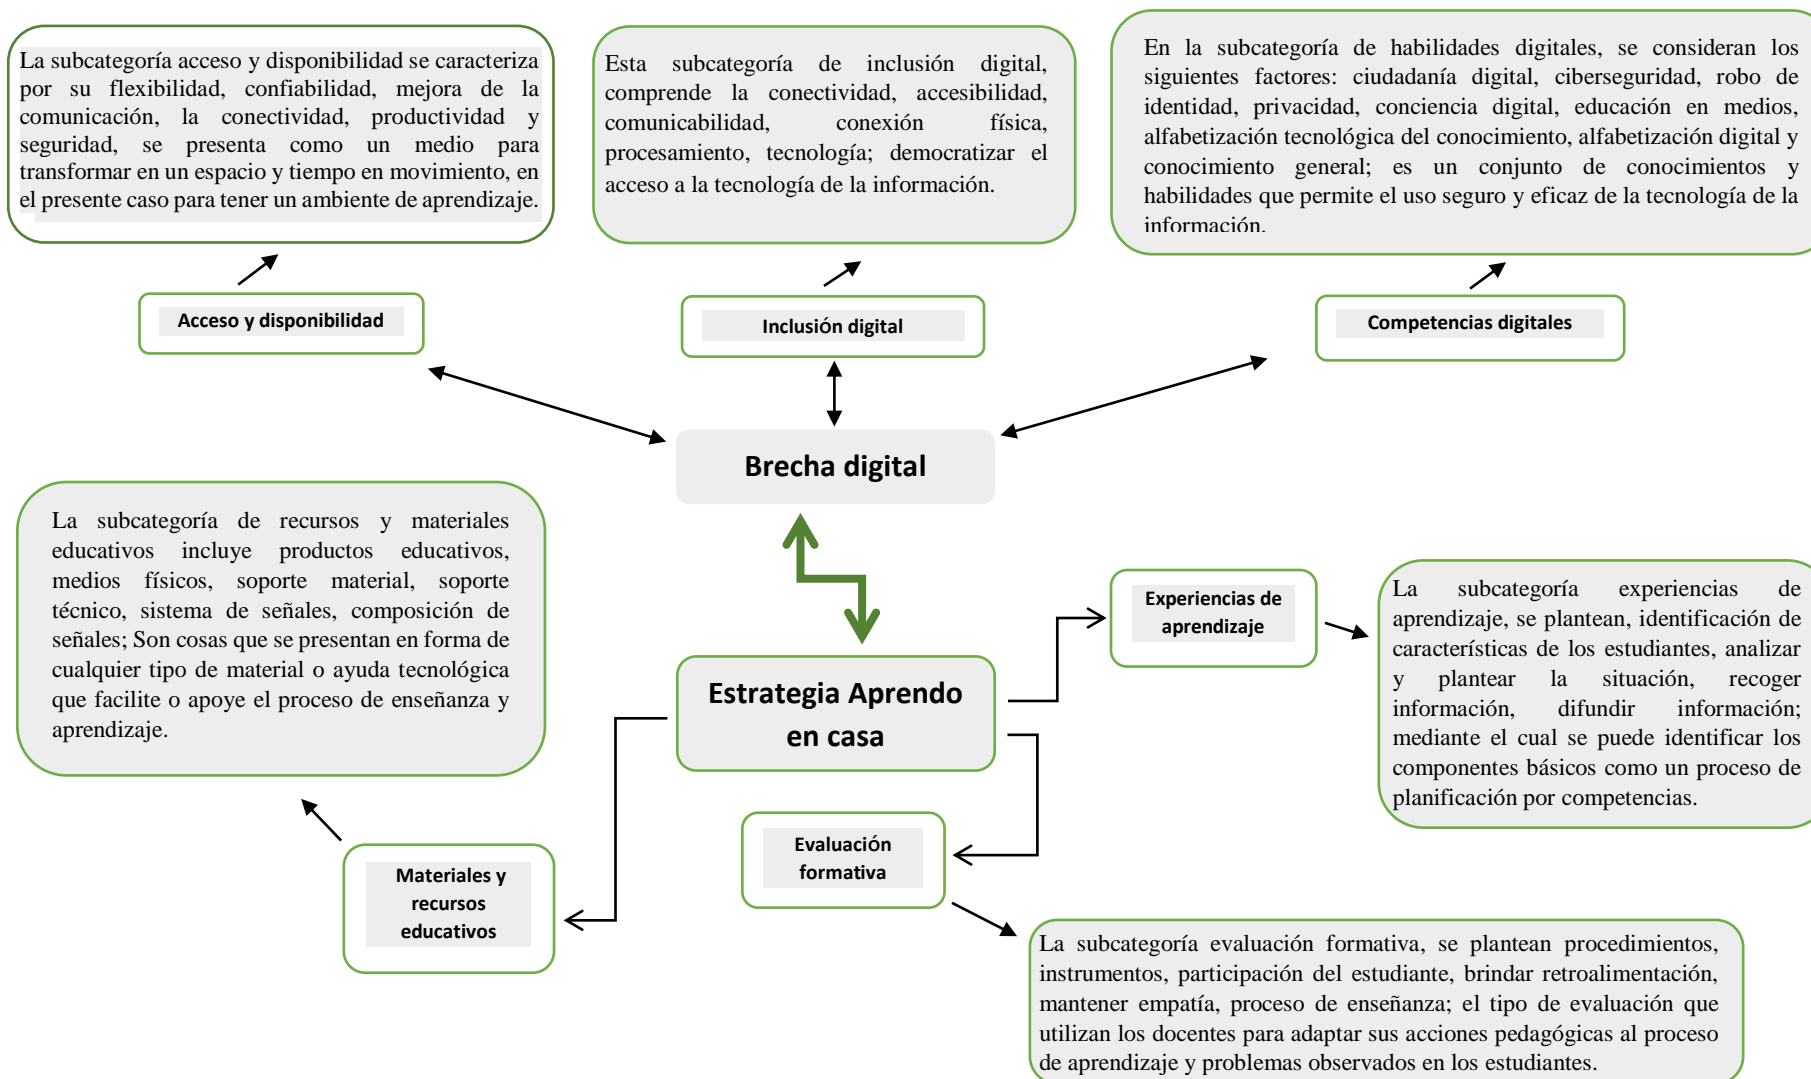 La subcategoría acceso y disponibilidad se caracteriza
por su flexibilidad, confiabilidad, mejora de la
comunicación, la conectividad, productividad y
seguridad, se presenta como un medio para
transformar en un espacio y tiempo en movimiento, en
el presente caso para tener un ambiente de aprendizaje.
Esta subcategoría de inclusión digital,
comprende la conectividad, accesibilidad,
comunicabilidad, conexión física,
procesamiento, tecnología; democratizar el
acceso a la tecnología de la información.
En la subcategoría de habilidades digitales, se consideran los
siguientes factores: ciudadanía digital, ciberseguridad, robo de
identidad, privacidad, conciencia digital, educación en medios,
alfabetización tecnológica del conocimiento, alfabetización digital y
conocimiento general; es un conjunto de conocimientos y
habilidades que permite el uso seguro y eficaz de la tecnología de la
información.
Acceso y disponibilidad
Inclusión digital
Competencias digitales
Brecha digital
La subcategoría de recursos y materiales
educativos incluye productos educativos,
medios físicos, soporte material, soporte
técnico, sistema de señales, composición de
señales; Son cosas que se presentan en forma de
cualquier tipo de material o ayuda tecnológica
que facilite o apoye el proceso de enseñanza y
aprendizaje.
Experiencias de
aprendizaje
La subcategoría experiencias de
aprendizaje, se plantean, identificación de
características de los estudiantes, analizar
y plantear la situación, recoger
información, difundir información;
mediante el cual se puede identificar los
componentes básicos como un proceso de
planificación por competencias.
Estrategia Aprendo
en casa
Evaluación
formativa
Materiales y
recursos
educativos
La subcategoría evaluación formativa, se plantean procedimientos,
instrumentos, participación del estudiante, brindar retroalimentación,
mantener empatía, proceso de enseñanza; el tipo de evaluación que
utilizan los docentes para adaptar sus acciones pedagógicas al proceso
de aprendizaje y problemas observados en los estudiantes.